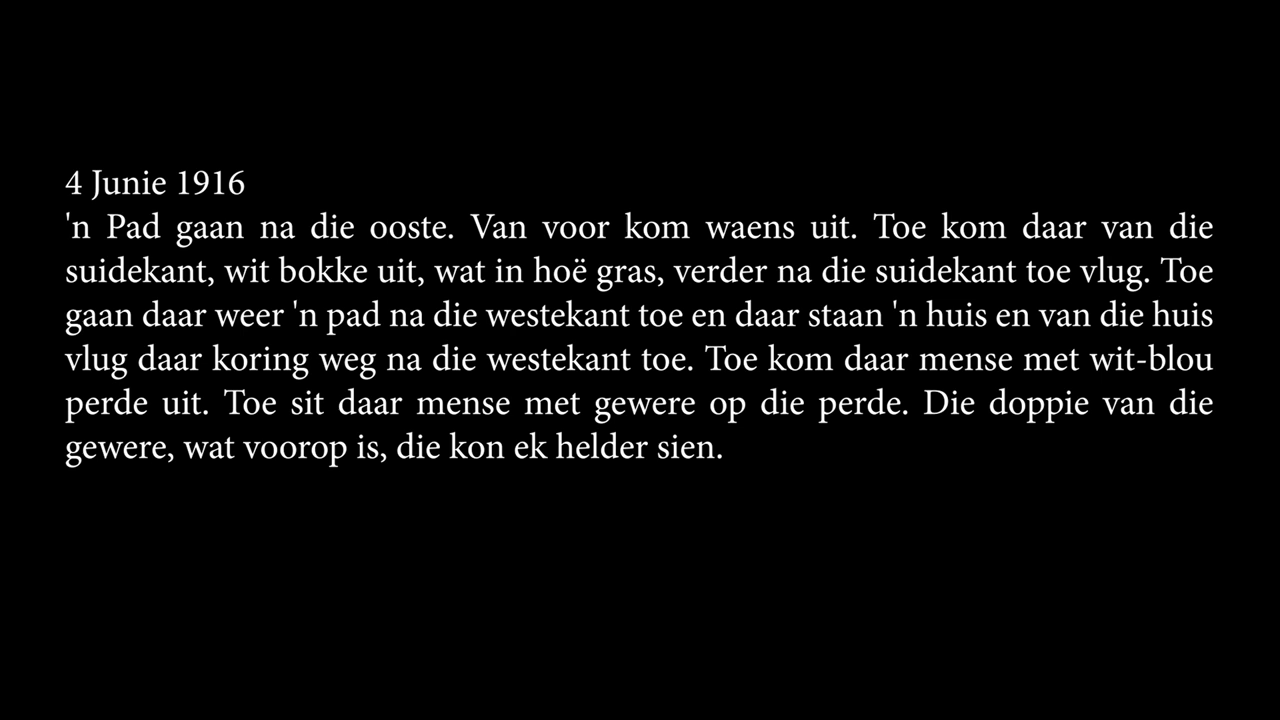 4 Junie 1916
'n Pad gaan na die ooste. Van voor kom waens uit. Toe kom daar van die
suidekant, wit bokke uit, wat in hoë gras, verder na die suidekant toe vlug. Toe
gaan daar weer 'n pad na die westekant toe en daar staan 'n huis en van die huis
vlug daar koring weg na die westekant toe. Toe kom daar mense met wit-blou
perde uit. Toe sit daar mense met gewere op die perde. Die doppie van die
gewere, wat voorop is, die kon ek helder sien.